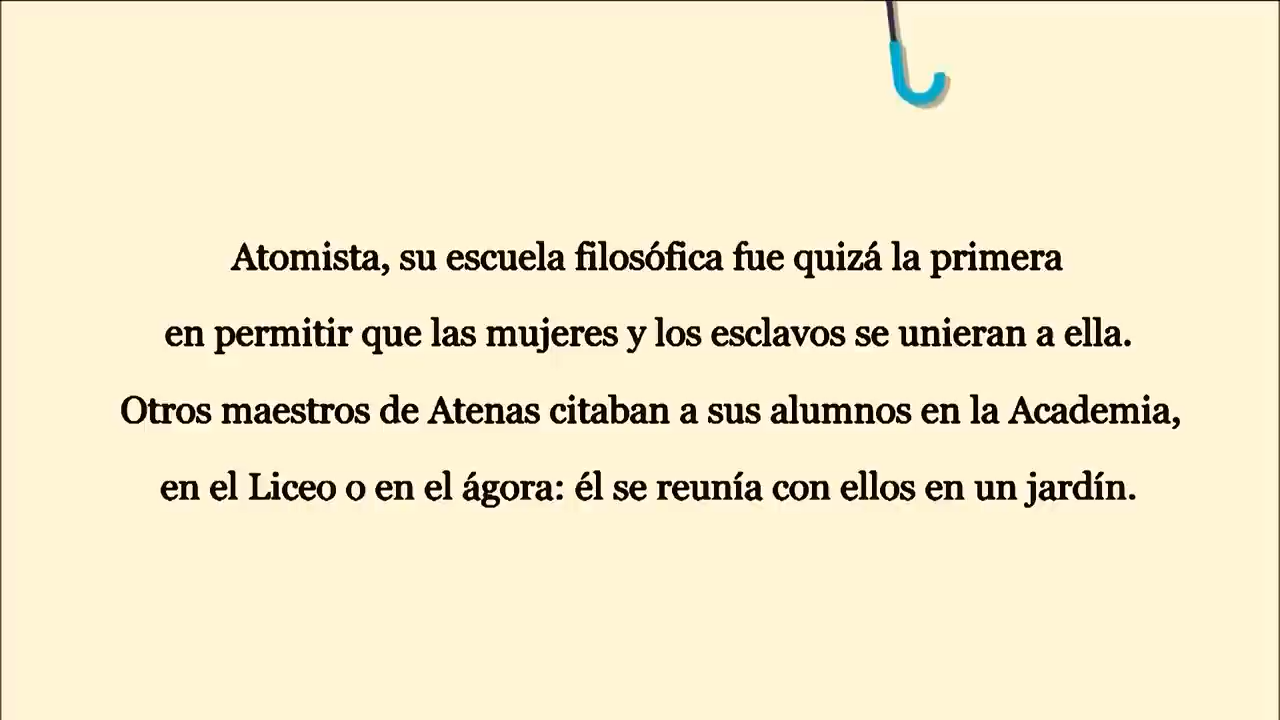 Atomista, su escuela filosófica fue quizá la primera
en permitir que las mujeres y los esclavos se unieran a ella.
Otros maestros de Atenas citaban a sus alumnos en la Academia,
en el Liceo o en el ágora: él se reunía con ellos en un jardín.